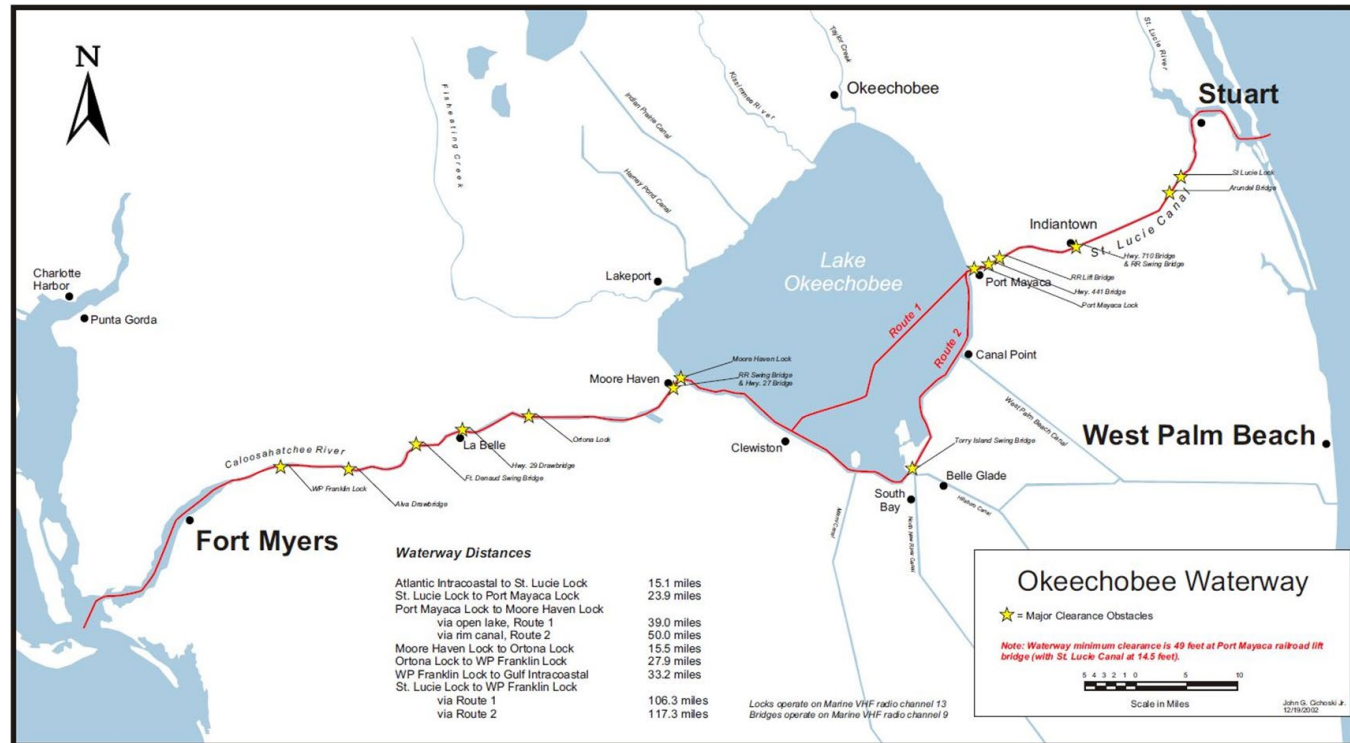 N
Fisheating Creek
Indian Prairie Canal
Harney Pond Canal
Kissimmee River
Taylor Creek
Okeechobee
St. Lucie River
Stuart
St Lucie Lock
Arundel Bridge
St. Lucie Canal
Indiantown
Hwy. 710 Bridge
& RR Swing Bridge
RR Lift Bridge
Hwy. 441 Bridge
Port Mayaca Lock
Port Mayaca
Lake
Okeechobee
Lakeport
Charlotte
Harbor
Punta Gorda
Route 1
Route 2
Canal Point
West Palm Beach Canal
Moore Haven Lock
RR Swing Bridge
& Hwy. 27 Bridge
Moore Haven
Clewiston
Ortona Lock
La Belle
Hwy. 29 Drawbridge
Ft. Denaud Swing Bridge
Caloosahatchee River
WP Franklin Lock
Alva Drawbridge
Fort Myers
West Palm Beach
Torry Island Swing Bridge
Belle Glade
South
Bay
Miami Canal
North New River Canal
Hillsboro Canal
Waterway Distances
Atlantic Intracoastal to St. Lucie Lock 15.1 miles
St. Lucie Lock to Port Mayaca Lock 23.9 miles
Port Mayaca Lock to Moore Haven Lock
via open lake, Route 1 39.0 miles
via rim canal, Route 2 50.0 miles
Moore Haven Lock to Ortona Lock 15.5 miles
Ortona Lock to WP Franklin Lock 27.9 miles
WP Franklin Lock to Gulf Intracoastal 33.2 miles
St. Lucie Lock to WP Franklin Lock
via Route 1 106.3 miles
via Route 2 117.3 miles
Locks operate on Marine VHF radio channel 13
Bridges operate on Marine VHF radio channel 9
Okeechobee Waterway
= Major Clearance Obstacles
Note: Waterway minimum clearance is 49 feet at Port Mayaca railroad lift
bridge (with St. Lucie Canal at 14.5 feet).
5 4 3 2 1 0 5 10
Scale in Miles
John G. Cichoski Jr.
12/19/2002